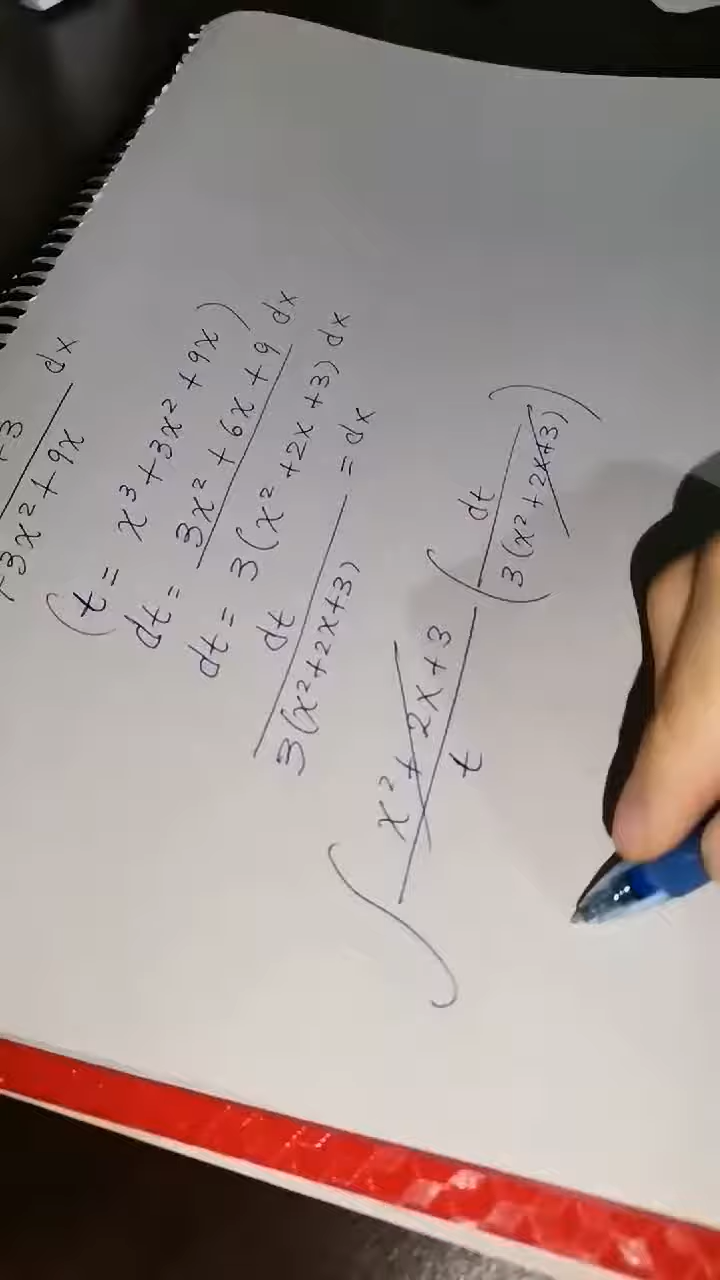 +3
3x² + 9x dx
(t = x³ + 3x² + 9x)
dt = 3x² + 6x + 9 dx
dt = 3(x² + 2x + 3) dx
dt / 3(x² + 2x + 3) = dx
∫ x² + 2x + 3 / t (dt / 3(x² + 2x + 3))